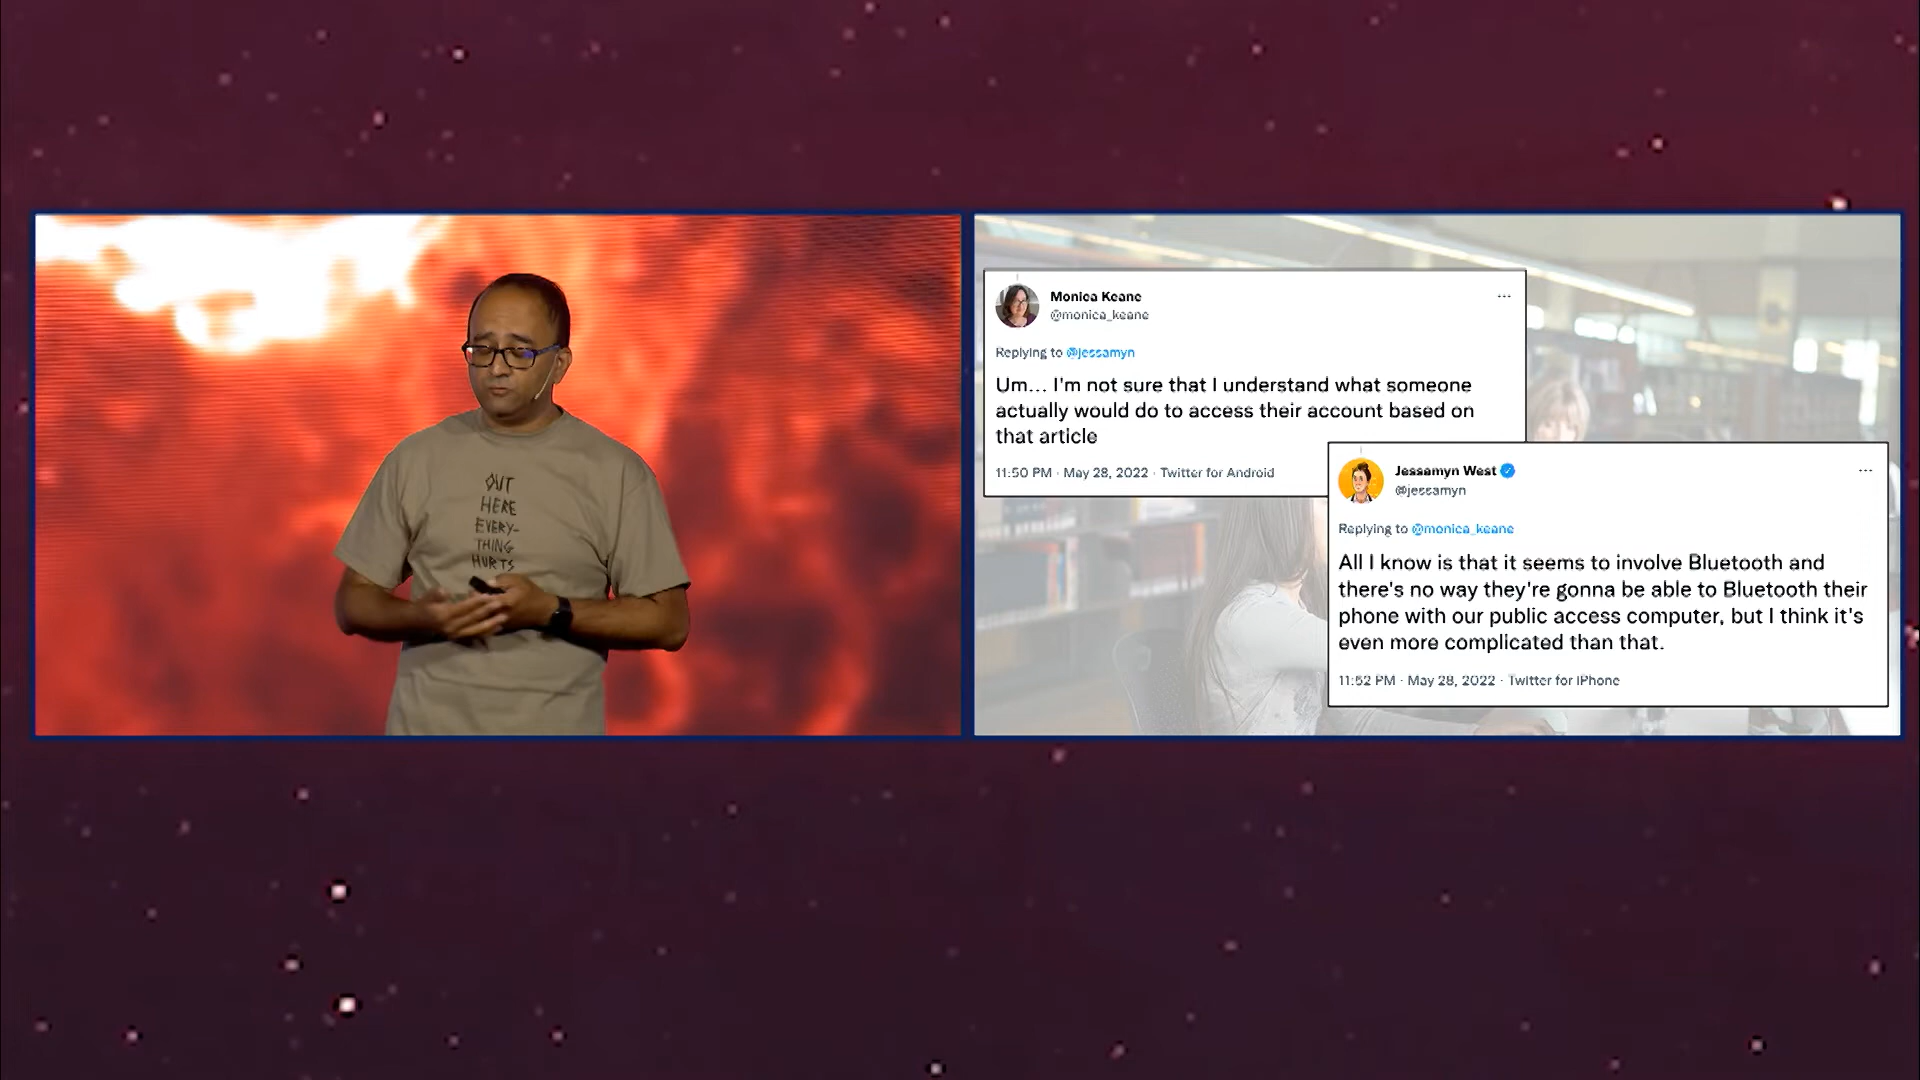 OUT
HERE
EVERY-
THING
HURTS
Monica Keane
@monica_keane
Replying to @jessamyn
Um... I'm not sure that I understand what someone
actually would do to access their account based on
that article
11:50 PM · May 28, 2022 · Twitter for Android
Jessamyn West
@jessamyn
Replying to @monica_keane
All I know is that it seems to involve Bluetooth and
there's no way they're gonna be able to Bluetooth their
phone with our public access computer, but I think it's
even more complicated than that.
11:52 PM · May 28, 2022 · Twitter for iPhone